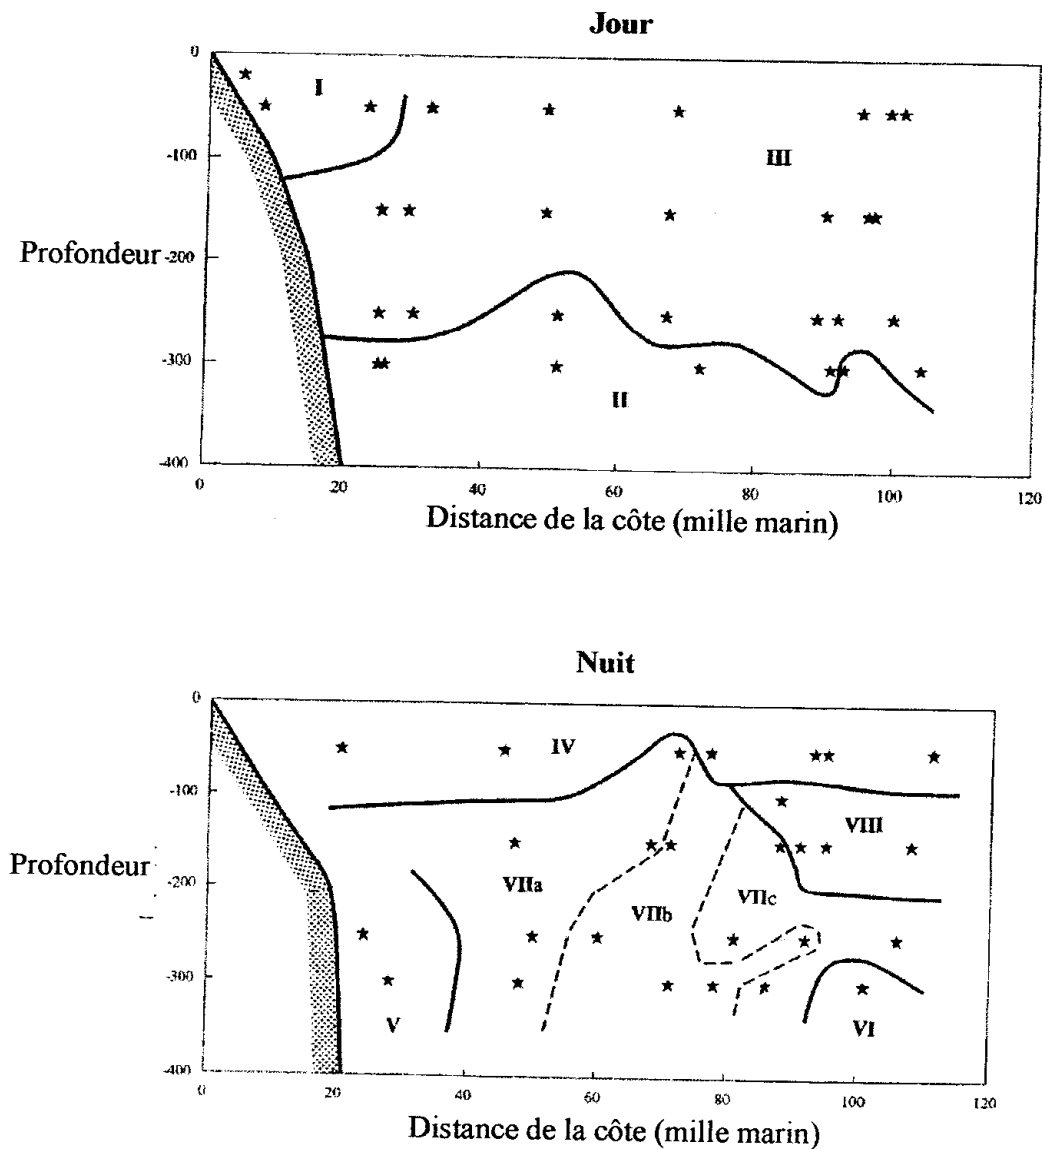 Jour
0
-100
-200
-300
-400
Profondeur
I
III
II
0 20 40 60 80 100 120
Distance de la côte (mille marin)
Nuit
0
-100
-200
-300
-400
Profondeur
IV
VIII
VIIa
VIIb
VIIc
V
VI
0 20 40 60 80 100 120
Distance de la côte (mille marin)